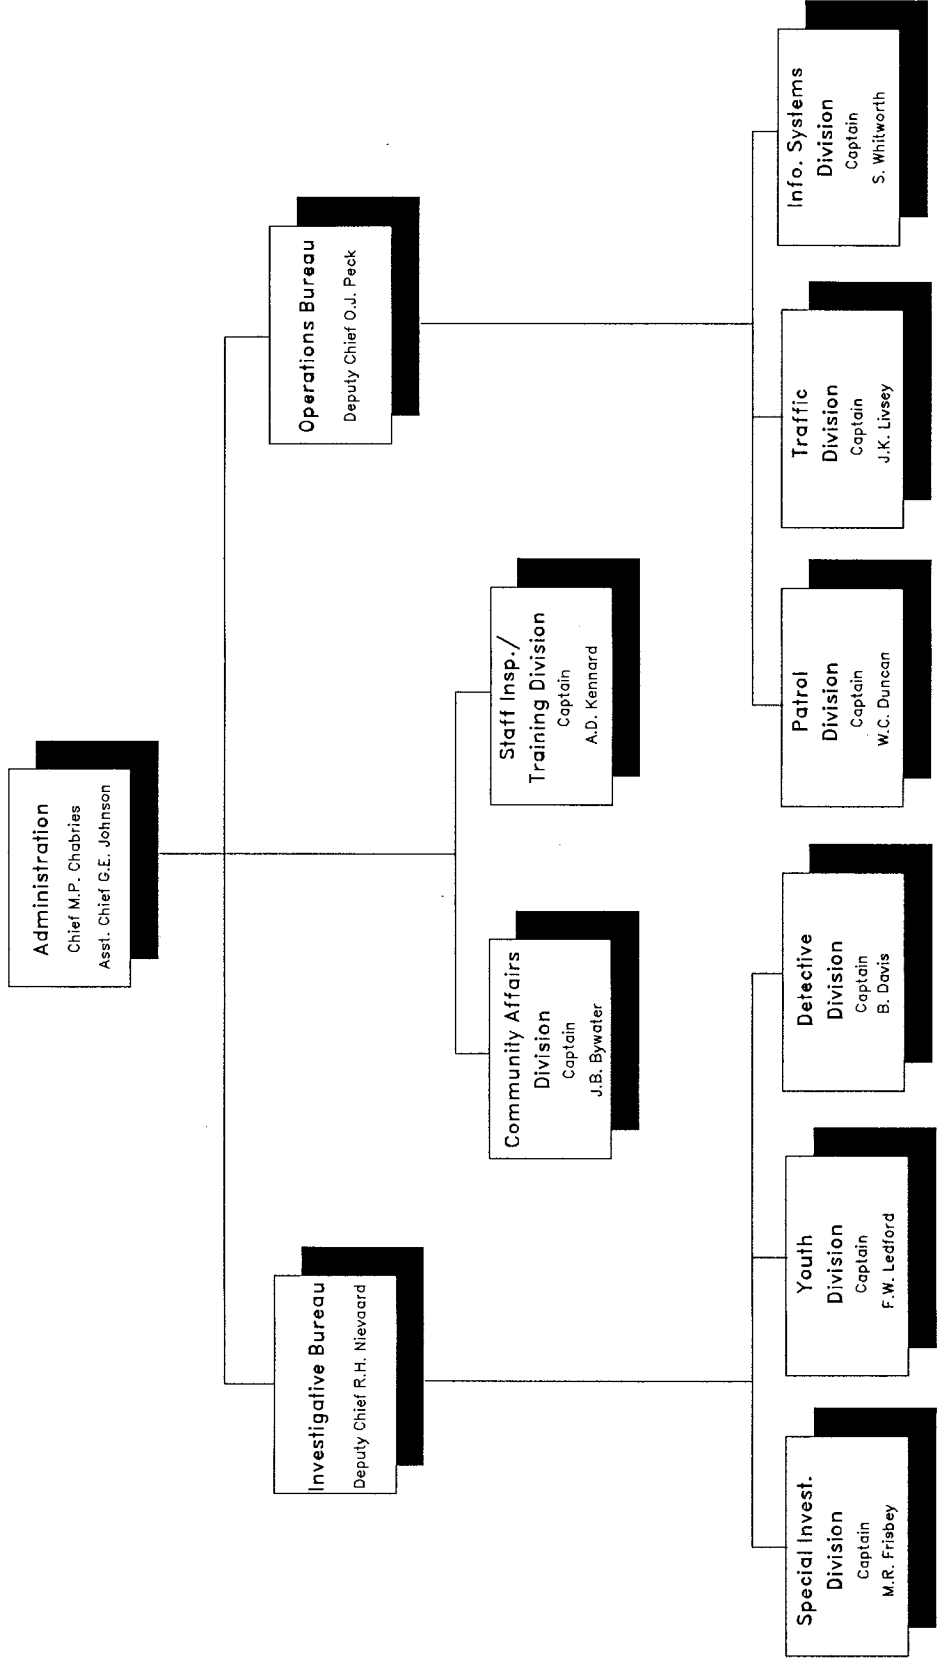 Administration
Chief M.P. Chabries
Asst. Chief G.E. Johnson
Investigative Bureau
Deputy Chief R.H. Nievaard
Operations Bureau
Deputy Chief O.J. Peck
Community Affairs
Division
Captain
J.B. Bywater
Staff Insp./
Training Division
Captain
A.D. Kennard
Special Invest.
Division
Captain
M.R. Frisbey
Youth
Division
Captain
F.W. Ledford
Detective
Division
Captain
B. Davis
Patrol
Division
Captain
W.C. Duncan
Traffic
Division
Captain
J.K. Livsey
Info. Systems
Division
Captain
S. Whitworth